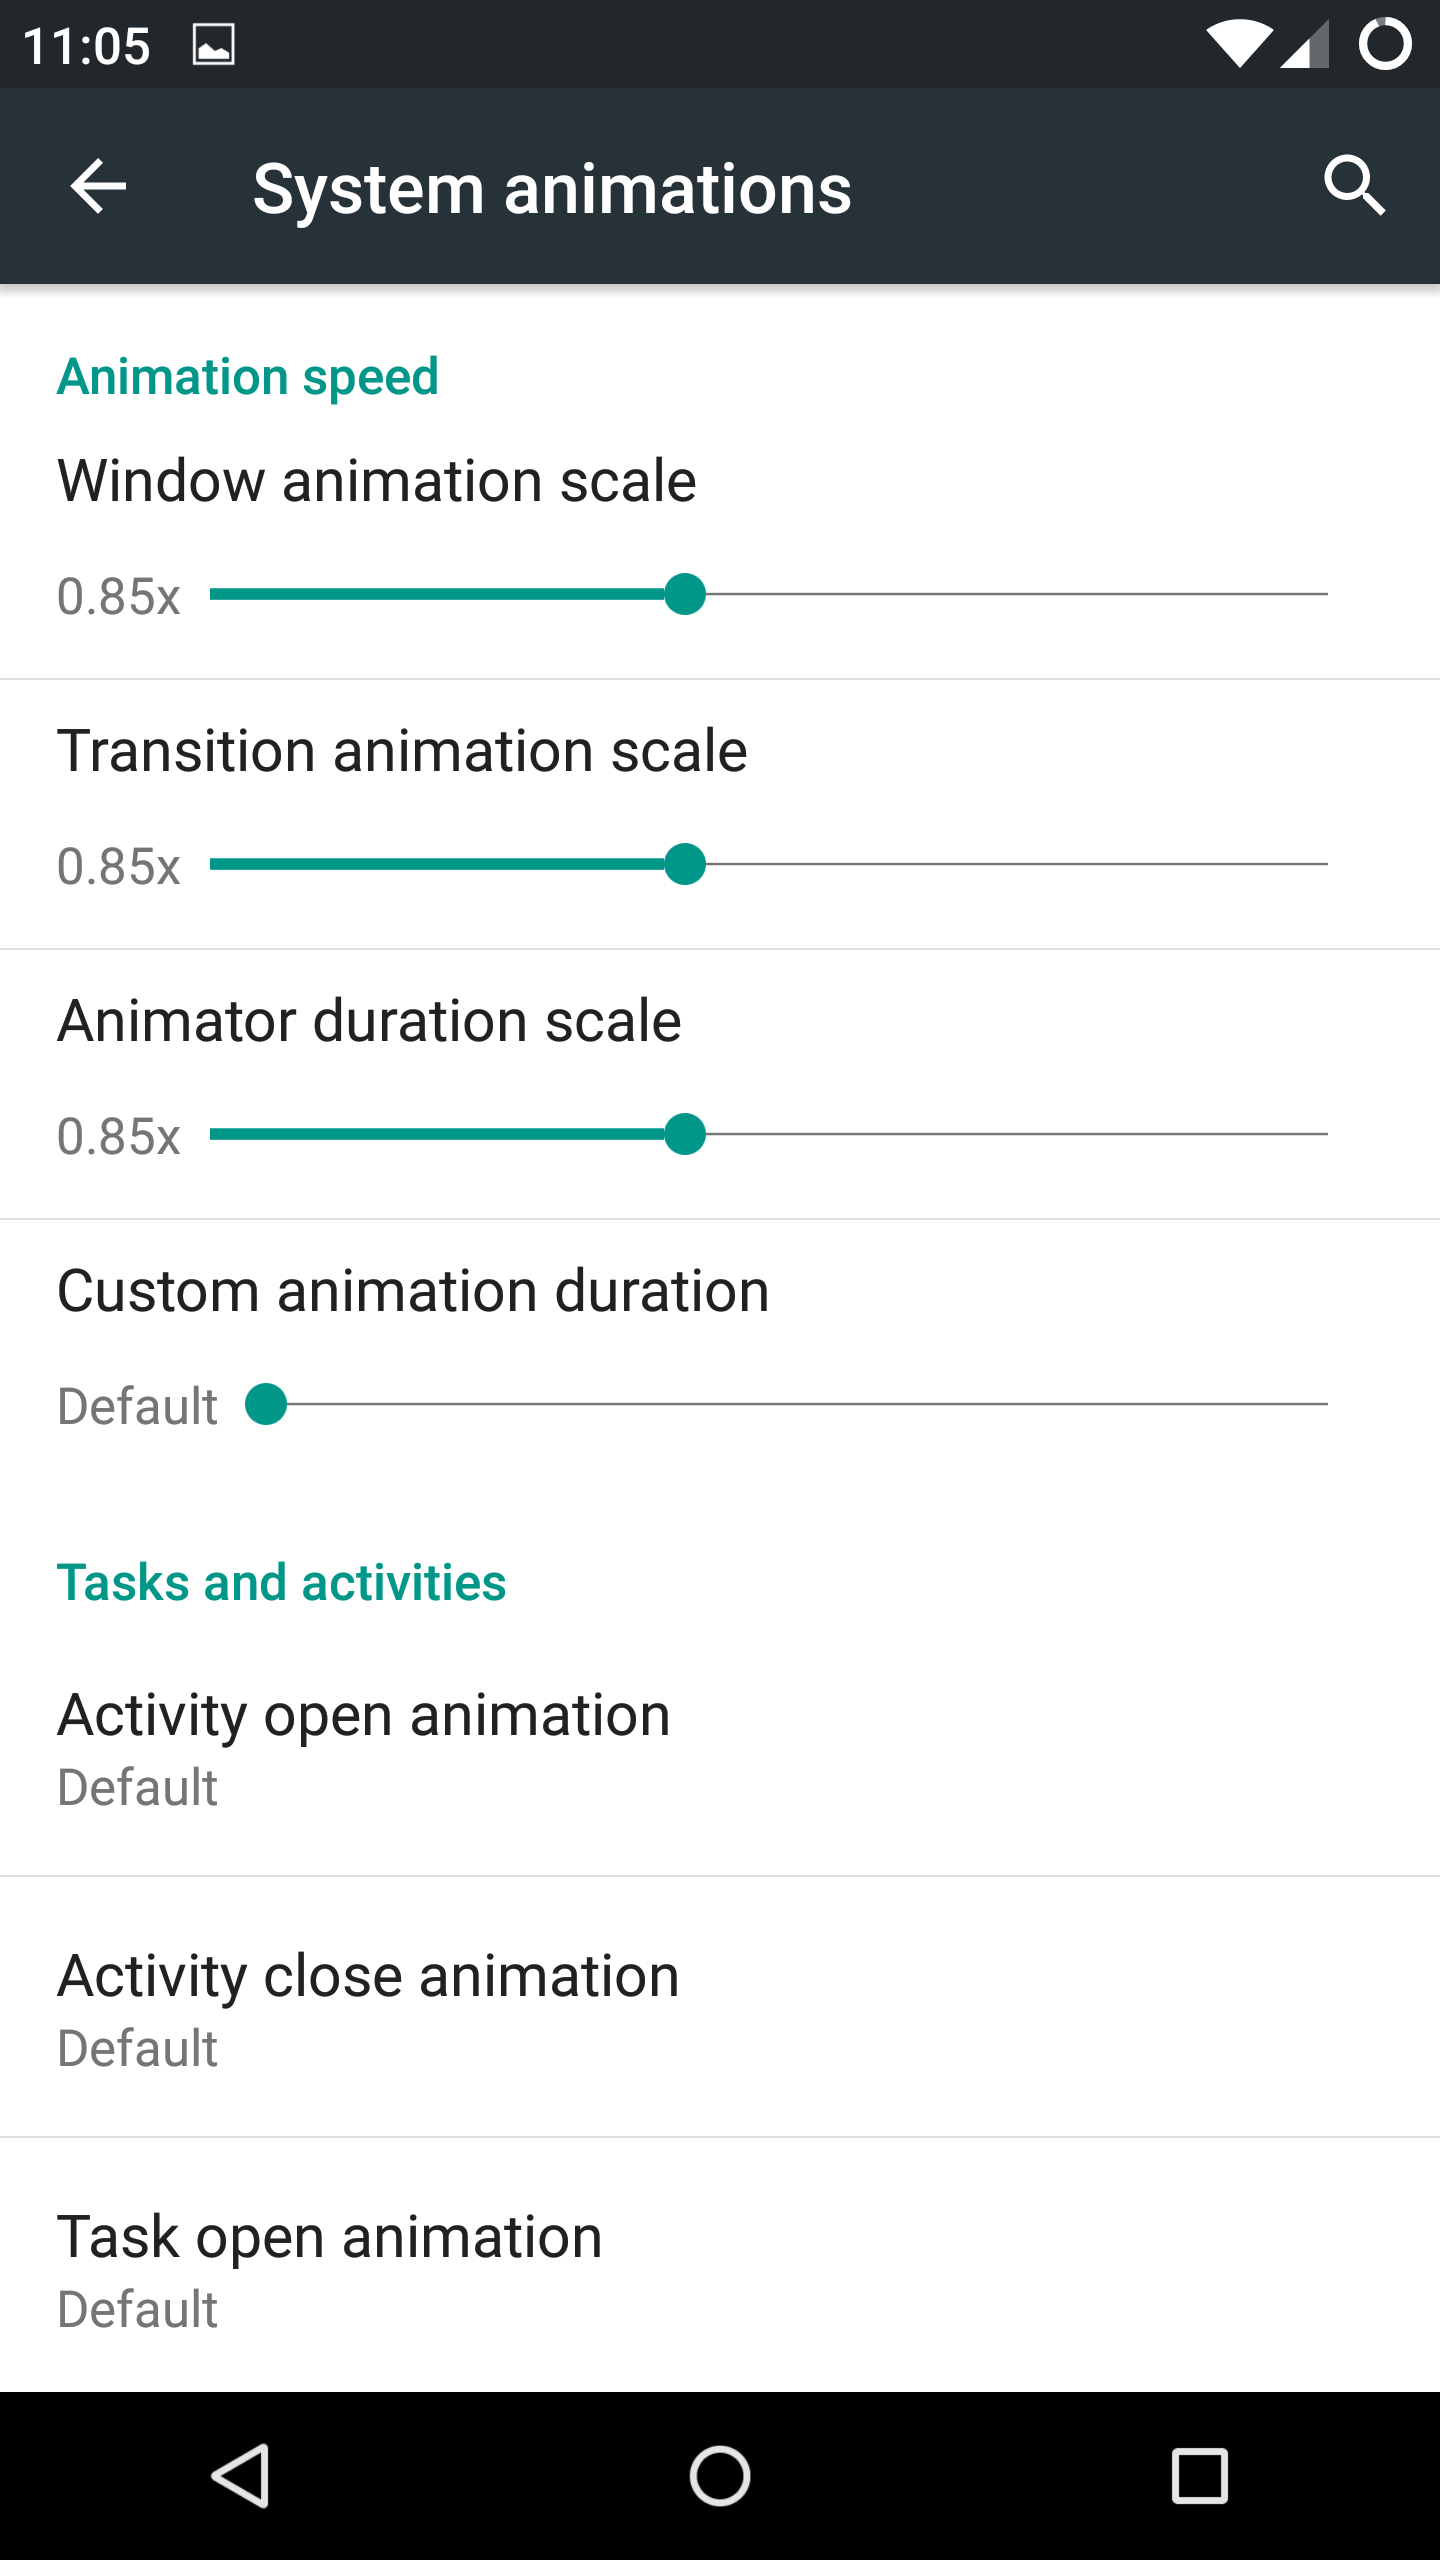 11:05
System animations
Animation speed
Window animation scale
0.85x
Transition animation scale
0.85x
Animator duration scale
0.85x
Custom animation duration
Default
Tasks and activities
Activity open animation
Default
Activity close animation
Default
Task open animation
Default